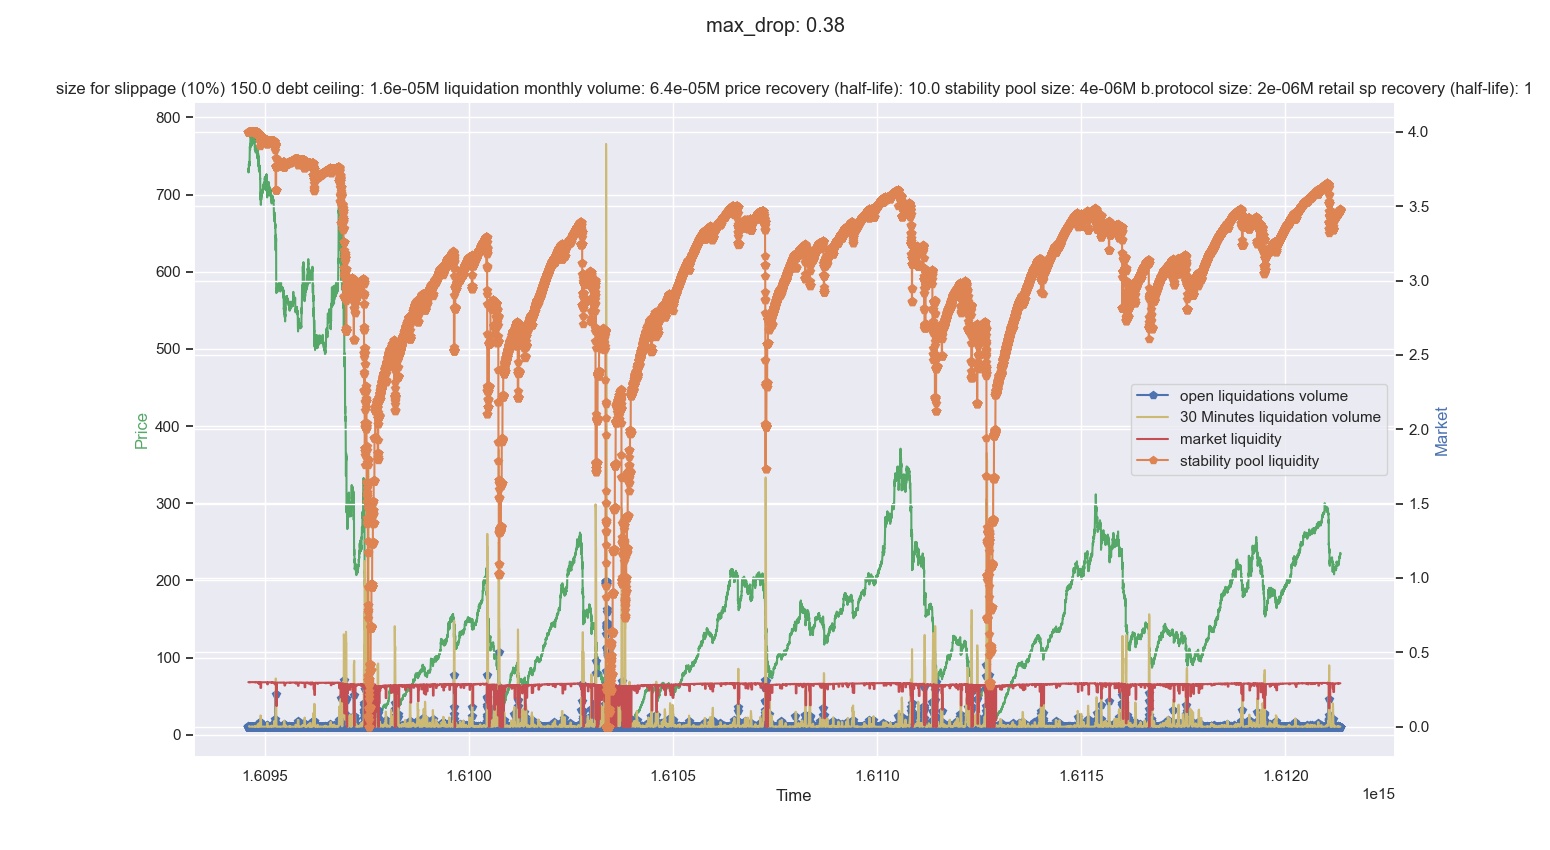 max_drop: 0.38
size for slippage (10%) 150.0 debt ceiling: 1.6e-05M liquidation monthly volume: 6.4e-05M price recovery (half-life): 10.0 stability pool size: 4e-06M b.protocol size: 2e-06M retail sp recovery (half-life): 1
800
700
600
500
400
300
200
100
0
Price
4.0
3.5
3.0
2.5
2.0
1.5
1.0
0.5
0.0
Market
open liquidations volume
30 Minutes liquidation volume
market liquidity
stability pool liquidity
1.6095
1.6100
1.6105
1.6110
1.6115
1.6120
Time
1e15